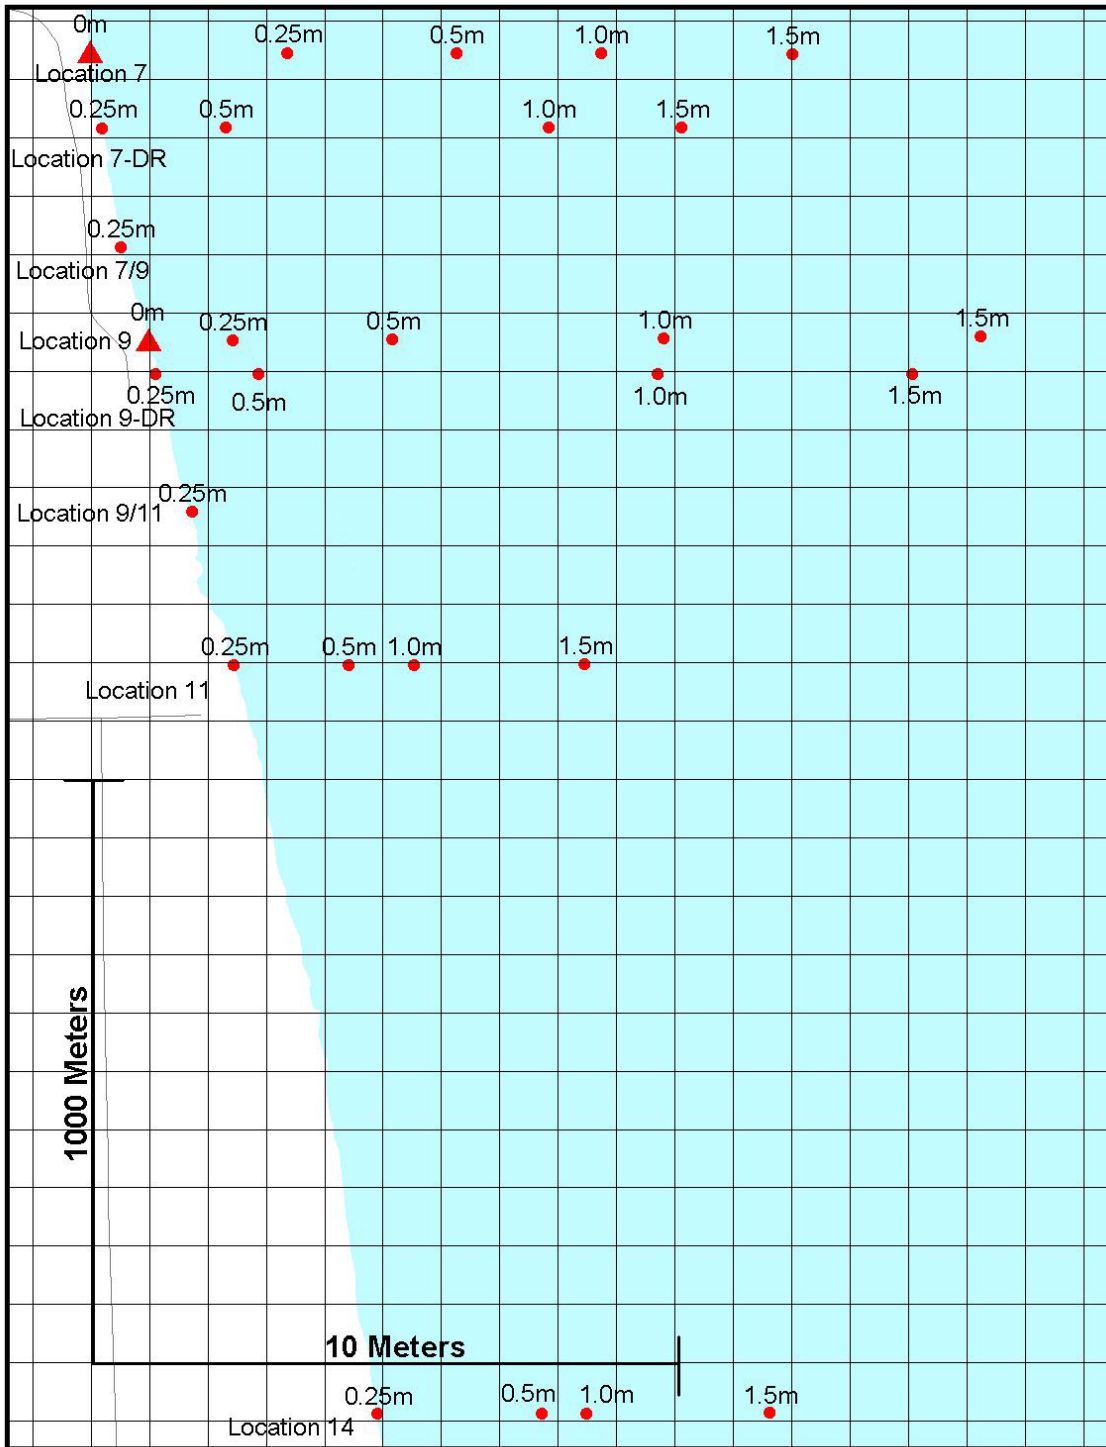 0m
0.25m 0.5m 1.0m 1.5m
Location 7
0.25m 0.5m 1.0m 1.5m
Location 7-DR
0.25m
Location 7/9
0m 0.25m 0.5m 1.0m 1.5m
Location 9
0.25m 0.5m 1.0m 1.5m
Location 9-DR
0.25m
Location 9/11
0.25m 0.5m 1.0m 1.5m
Location 11
1000 Meters
10 Meters
0.25m 0.5m 1.0m 1.5m
Location 14